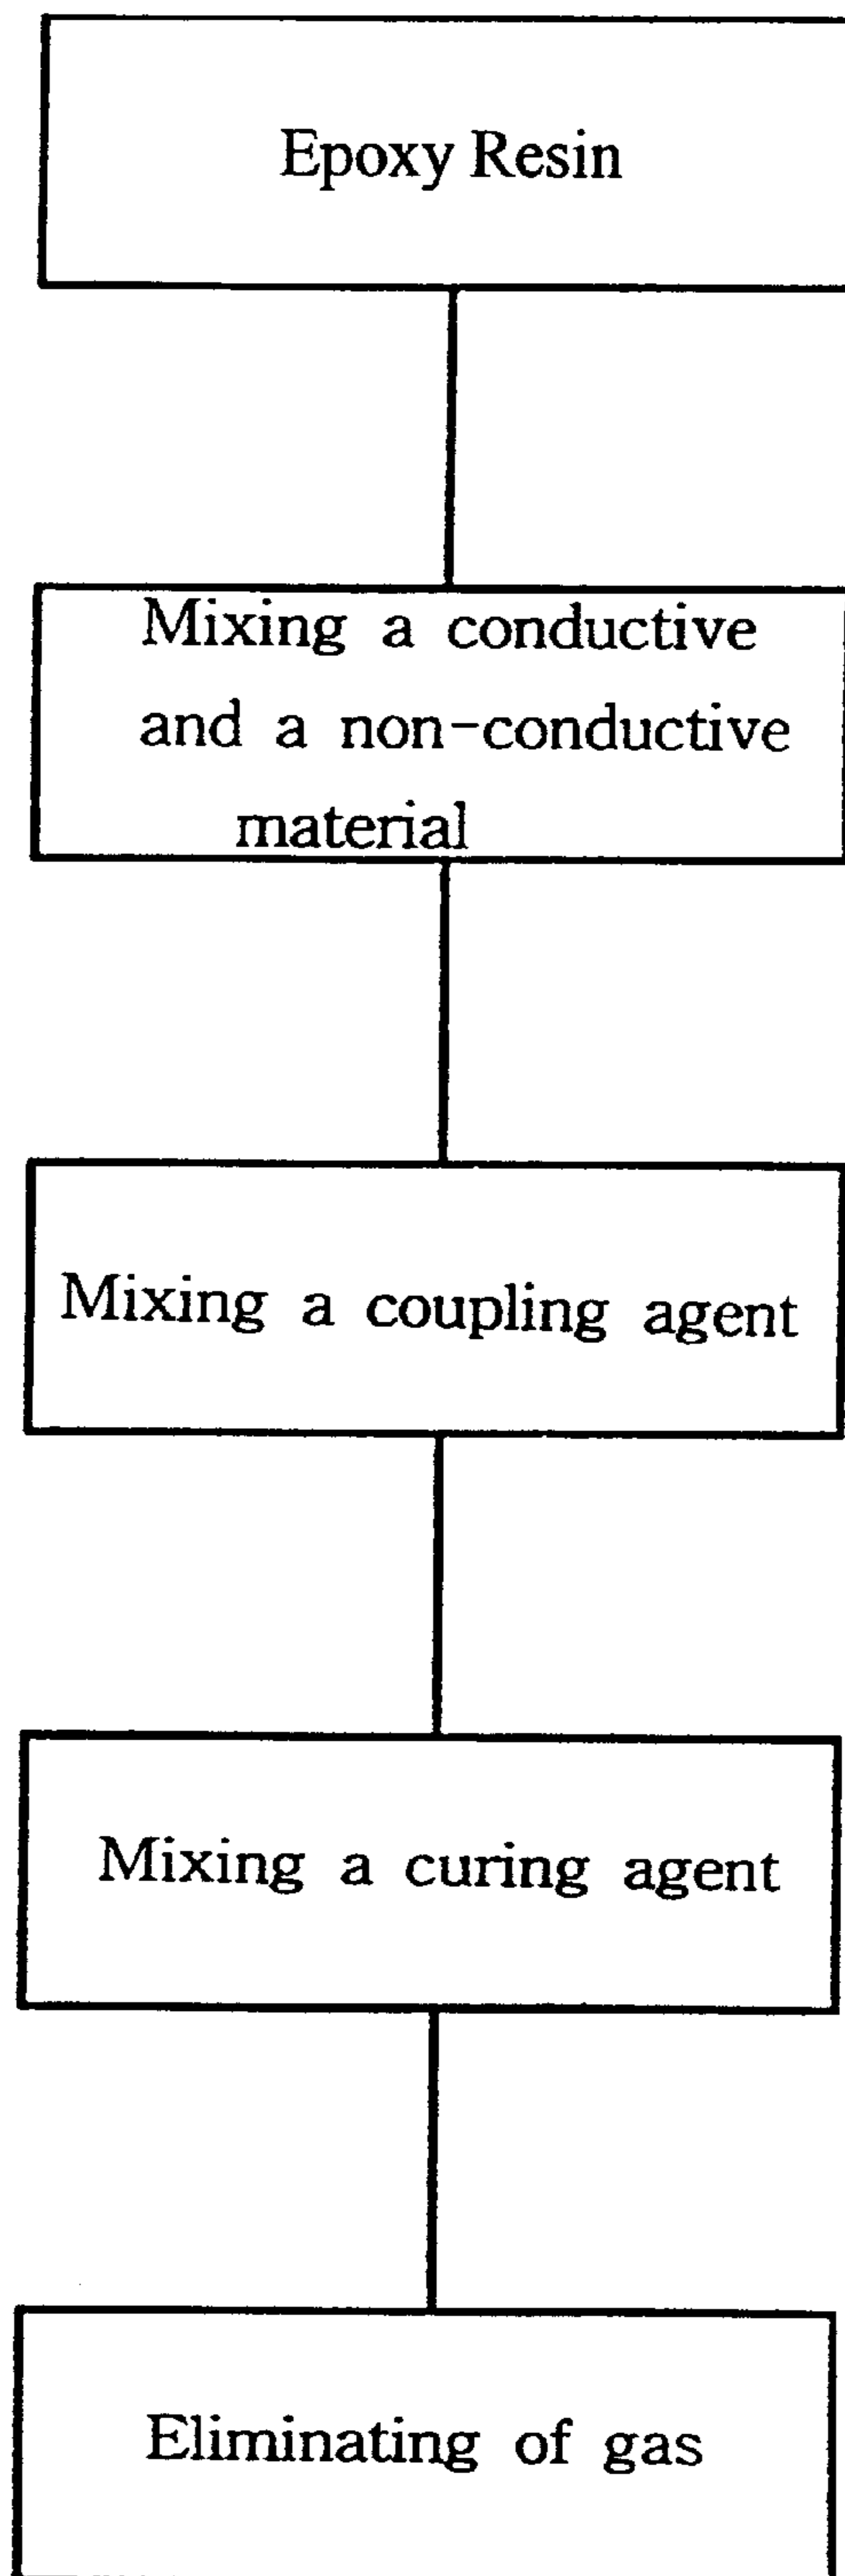 Epoxy Resin
Mixing a conductive
and a non-conductive
material
Mixing a coupling agent
Mixing a curing agent
Eliminating of gas